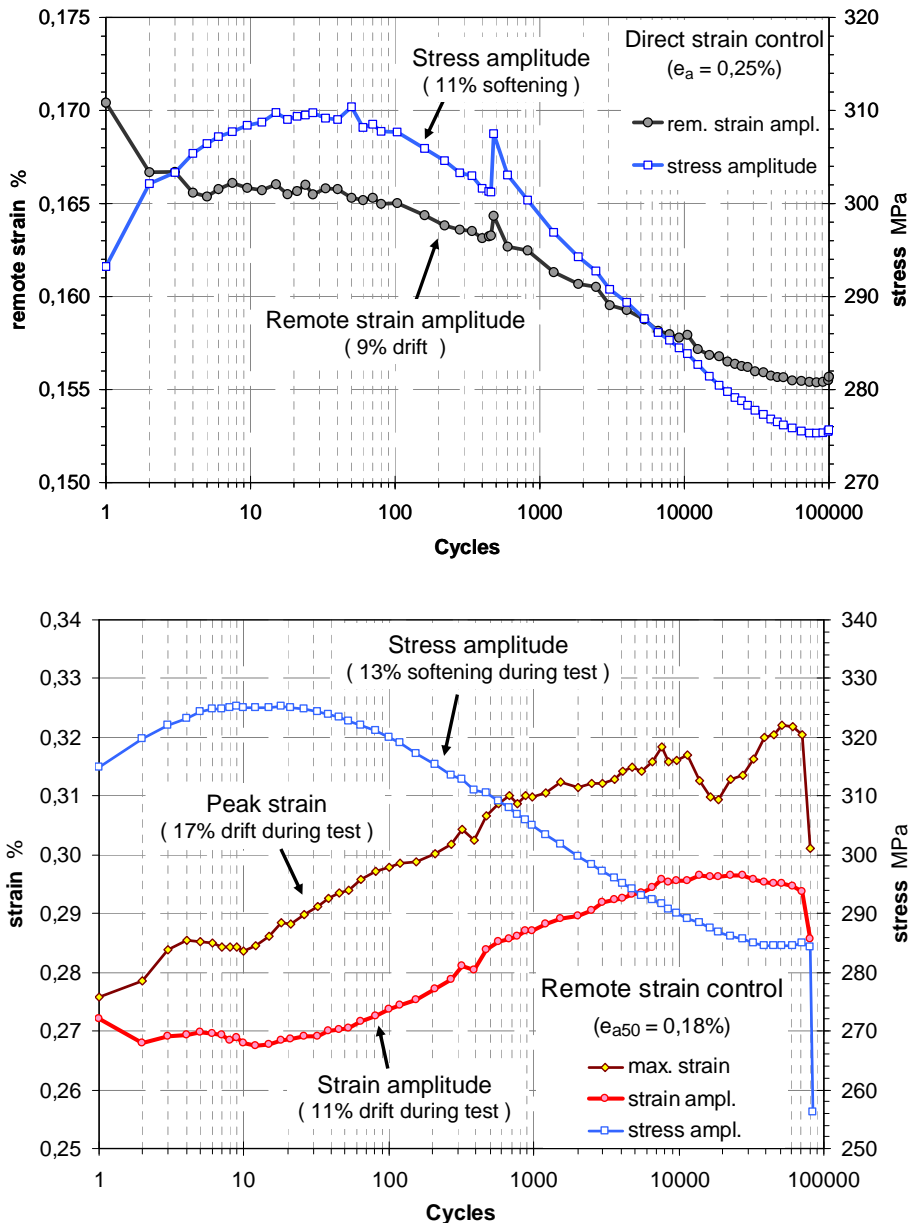 0,175
0,170
0,165
0,160
0,155
0,150
remote strain %
320
310
300
290
280
270
stress MPa
1
10
100
1000
10000
100000
Cycles
Stress amplitude
( 11% softening )
Direct strain control
(ea = 0,25%)
rem. strain ampl.
stress amplitude
Remote strain amplitude
( 9% drift )
0,34
0,33
0,32
0,31
0,30
0,29
0,28
0,27
0,26
0,25
strain %
340
330
320
310
300
290
280
270
260
250
stress MPa
1
10
100
1000
10000
100000
Cycles
Stress amplitude
( 13% softening during test )
Peak strain
( 17% drift during test )
Remote strain control
(ea50 = 0,18%)
max. strain
strain ampl.
stress ampl.
Strain amplitude
( 11% drift during test )